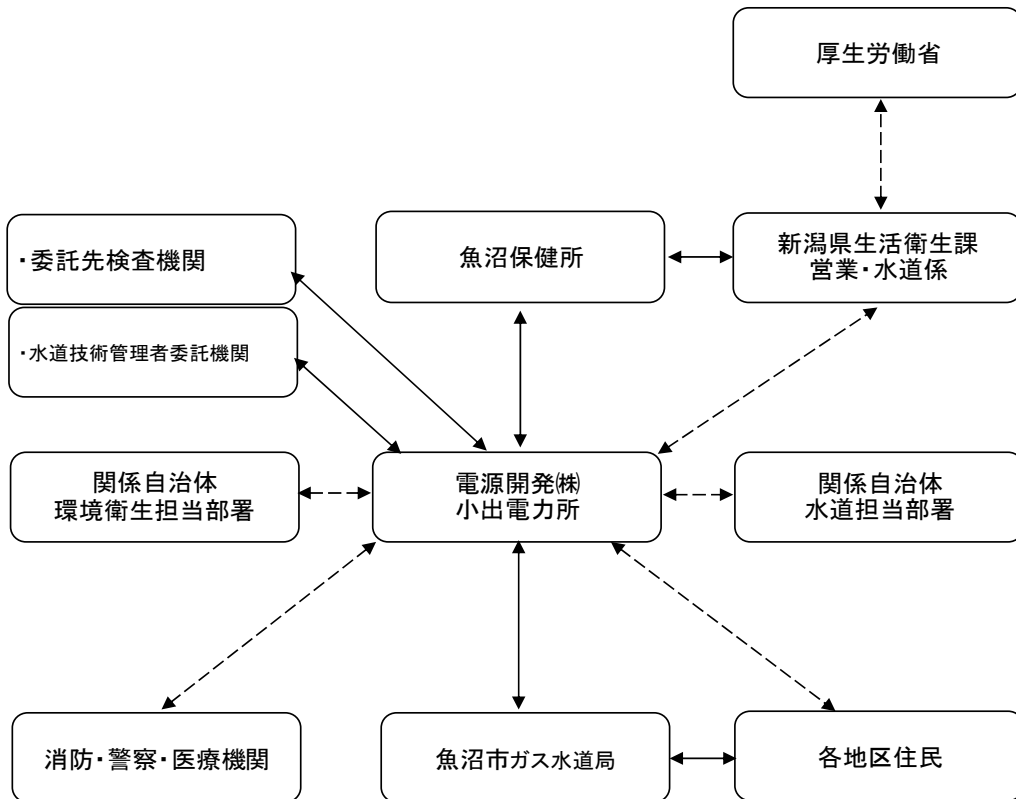 厚生労働省
魚沼保健所
新潟県生活衛生課
営業・水道係
・委託先検査機関
・水道技術管理者委託機関
関係自治体
環境衛生担当部署
電源開発㈱
小出電力所
関係自治体
水道担当部署
消防・警察・医療機関
魚沼市ガス水道局
各地区住民